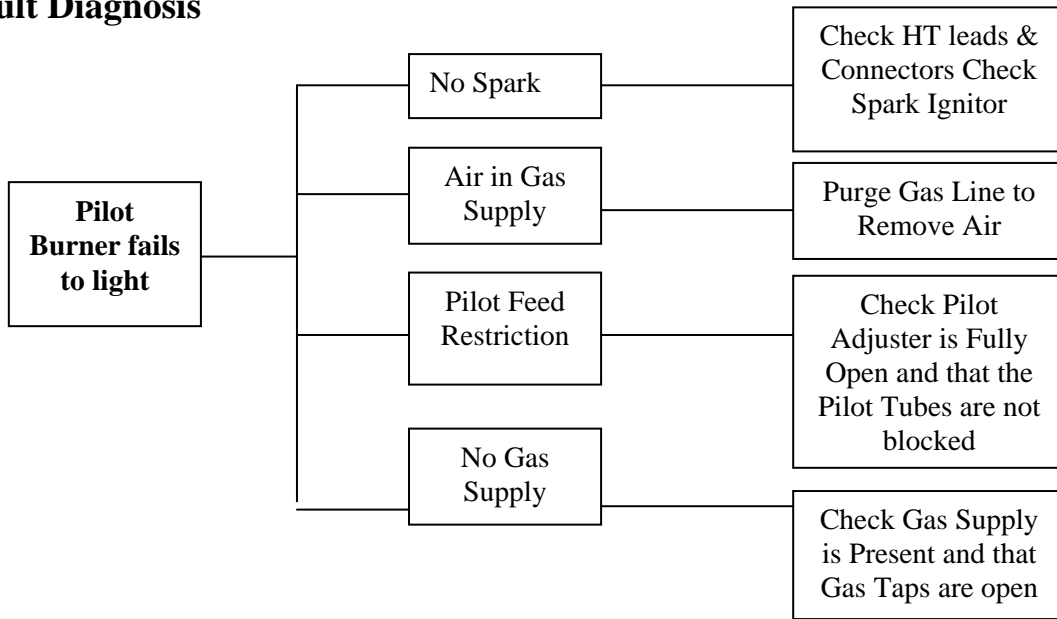 ult Diagnosis
Pilot
Burner fails
to light
No Spark
Check HT leads &
Connectors Check
Spark Ignitor
Air in Gas
Supply
Purge Gas Line to
Remove Air
Pilot Feed
Restriction
Check Pilot
Adjuster is Fully
Open and that the
Pilot Tubes are not
blocked
No Gas
Supply
Check Gas Supply
is Present and that
Gas Taps are open